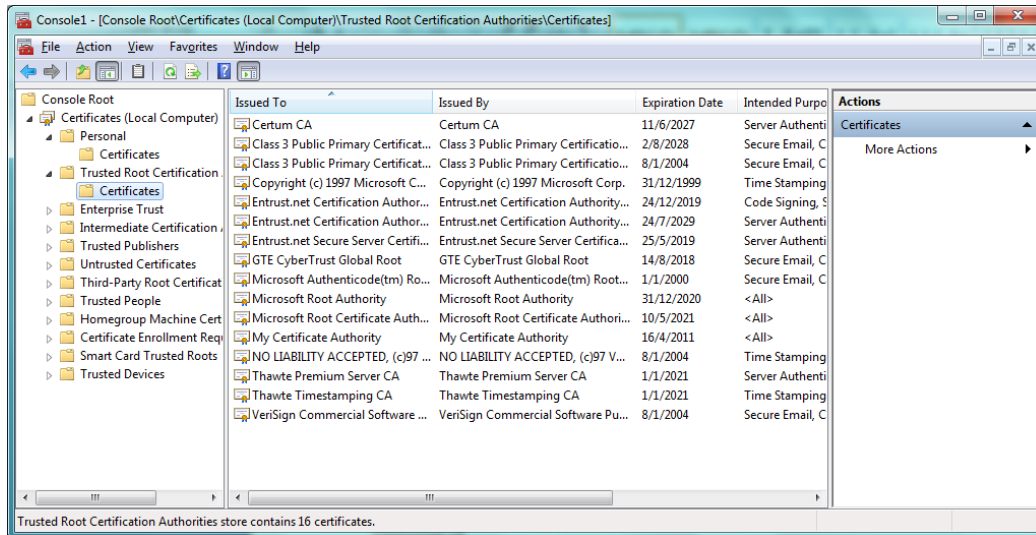 Console1 - [Console Root\Certificates (Local Computer)\Trusted Root Certification Authorities\Certificates]
File Action View Favorites Window Help
Console Root
Certificates (Local Computer)
Personal
Certificates
Trusted Root Certification
Certificates
Enterprise Trust
Intermediate Certification
Trusted Publishers
Untrusted Certificates
Third-Party Root Certificat
Trusted People
Homegroup Machine Cert
Certificate Enrollment Requ
Smart Card Trusted Roots
Trusted Devices
Issued To Issued By Expiration Date Intended Purpo
Certum CA Certum CA 11/6/2027 Server Authenti
Class 3 Public Primary Certificat... Class 3 Public Primary Certificatio... 2/8/2028 Secure Email, C
Class 3 Public Primary Certificat... Class 3 Public Primary Certificatio... 8/1/2004 Secure Email, C
Copyright (c) 1997 Microsoft C... Copyright (c) 1997 Microsoft Corp. 31/12/1999 Time Stamping
Entrust.net Certification Author... Entrust.net Certification Authority... 24/12/2019 Code Signing, S
Entrust.net Certification Author... Entrust.net Certification Authority... 24/7/2029 Server Authenti
Entrust.net Secure Server Certifi... Entrust.net Secure Server Certifica... 25/5/2019 Server Authenti
GTE CyberTrust Global Root GTE CyberTrust Global Root 14/8/2018 Secure Email, C
Microsoft Authenticode(tm) Ro... Microsoft Authenticode(tm) Root... 1/1/2000 Secure Email, C
Microsoft Root Authority Microsoft Root Authority 31/12/2020 <All>
Microsoft Root Certificate Auth... Microsoft Root Certificate Authori... 10/5/2021 <All>
My Certificate Authority My Certificate Authority 16/4/2011 <All>
NO LIABILITY ACCEPTED, (c)97 ... NO LIABILITY ACCEPTED, (c)97 V... 8/1/2004 Time Stamping
Thawte Premium Server CA Thawte Premium Server CA 1/1/2021 Server Authenti
Thawte Timestamping CA Thawte Timestamping CA 1/1/2021 Time Stamping
VeriSign Commercial Software ... VeriSign Commercial Software Pu... 8/1/2004 Secure Email, C
Actions
Certificates
More Actions
Trusted Root Certification Authorities store contains 16 certificates.